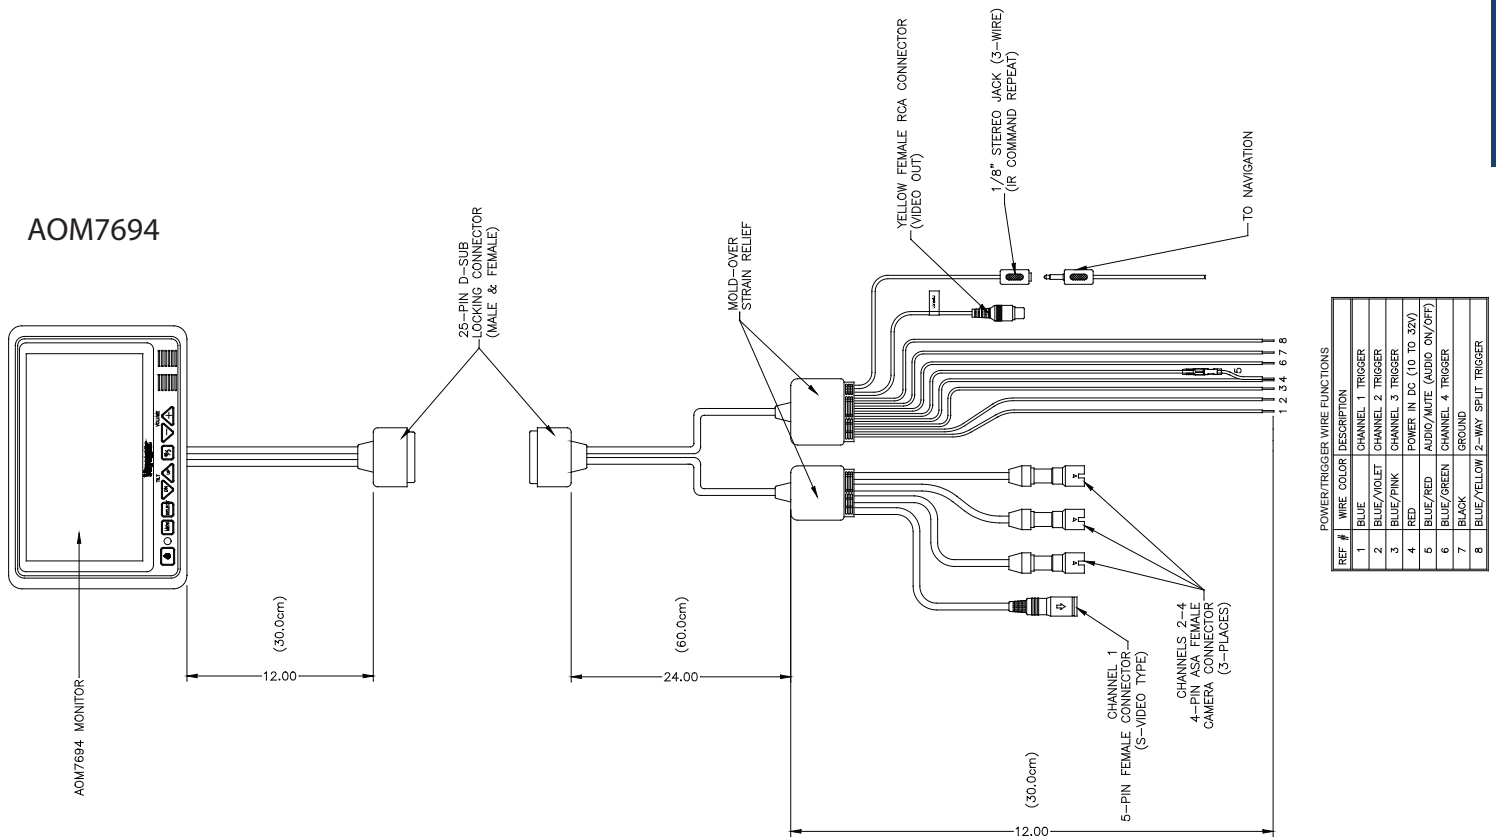 AOM7694
AOM7694 MONITOR
Voyager
TILT
VOLUME
12.00
(30.0cm)
25-PIN D-SUB
LOCKING CONNECTOR
(MALE & FEMALE)
24.00
(60.0cm)
MOLD-OVER
STRAIN RELIEF
YELLOW FEMALE RCA CONNECTOR
(VIDEO OUT)
1/8" STEREO JACK (3-WIRE)
(IR COMMAND REPEAT)
TO NAVIGATION
1 2 3 4 6 7 8
5
CHANNEL 1
5-PIN FEMALE CONNECTOR
(S-VIDEO TYPE)
CHANNELS 2-4
4-PIN ASA FEMALE
CAMERA CONNECTOR
(3-PLACES)
12.00
(30.0cm)
POWER/TRIGGER WIRE FUNCTIONS
REF # WIRE COLOR DESCRIPTION
1 BLUE CHANNEL 1 TRIGGER
2 BLUE/VIOLET CHANNEL 2 TRIGGER
3 BLUE/PINK CHANNEL 3 TRIGGER
4 RED POWER IN DC (10 TO 32V)
5 BLUE/RED AUDIO/MUTE (AUDIO ON/OFF)
6 BLUE/GREEN CHANNEL 4 TRIGGER
7 BLACK GROUND
8 BLUE/YELLOW 2-WAY SPLIT TRIGGER